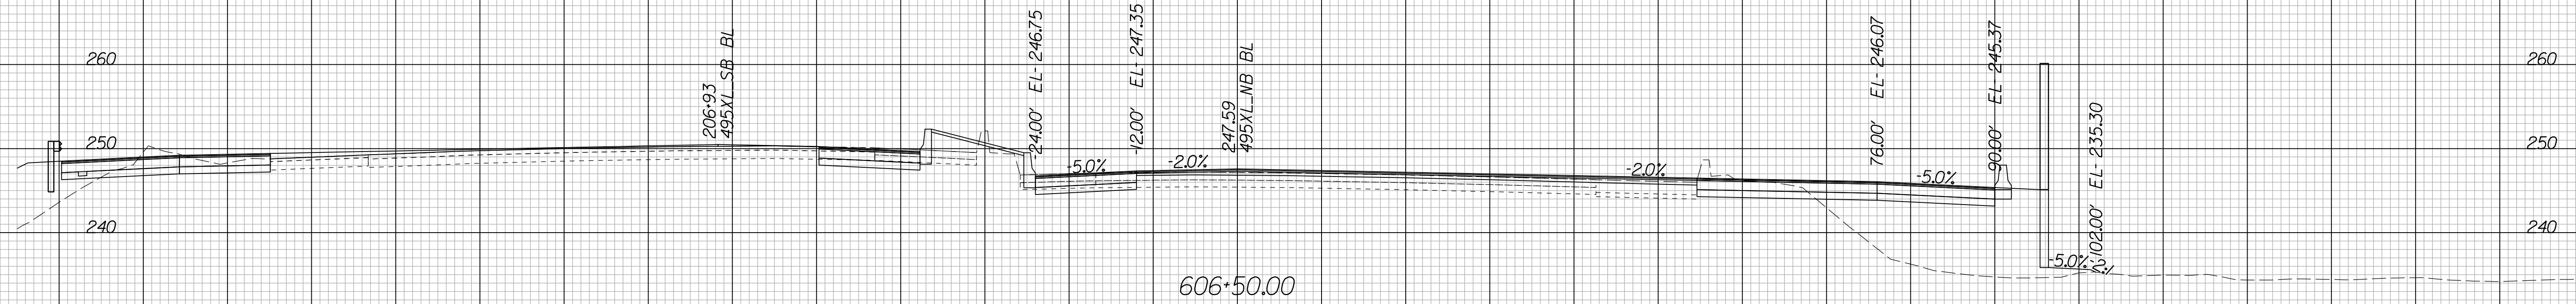 260
250
240
206+93
495XL_SB BL
-24.00' EL- 246.75
-12.00' EL- 247.35
247.59
495XL_NB BL
-5.0%
-2.0%
-2.0%
76.00' EL- 246.07
-5.0%
90.00' EL- 245.37
102.00' EL- 235.30
-5.0%
-2:1
260
250
240
606+50.00